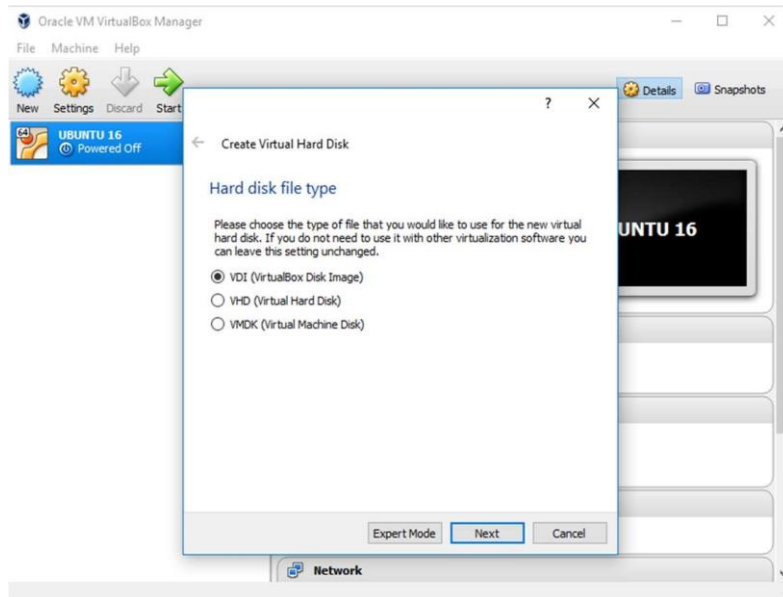 Oracle VM VirtualBox Manager
File Machine Help
New Settings Discard Start
Details Snapshots
64 UBUNTU 16
Powered Off
? ×
Create Virtual Hard Disk
Hard disk file type
Please choose the type of file that you would like to use for the new virtual
hard disk. If you do not need to use it with other virtualization software you
can leave this setting unchanged.
VDI (VirtualBox Disk Image)
VHD (Virtual Hard Disk)
VMDK (Virtual Machine Disk)
Expert Mode Next Cancel
UNTU 16
Network